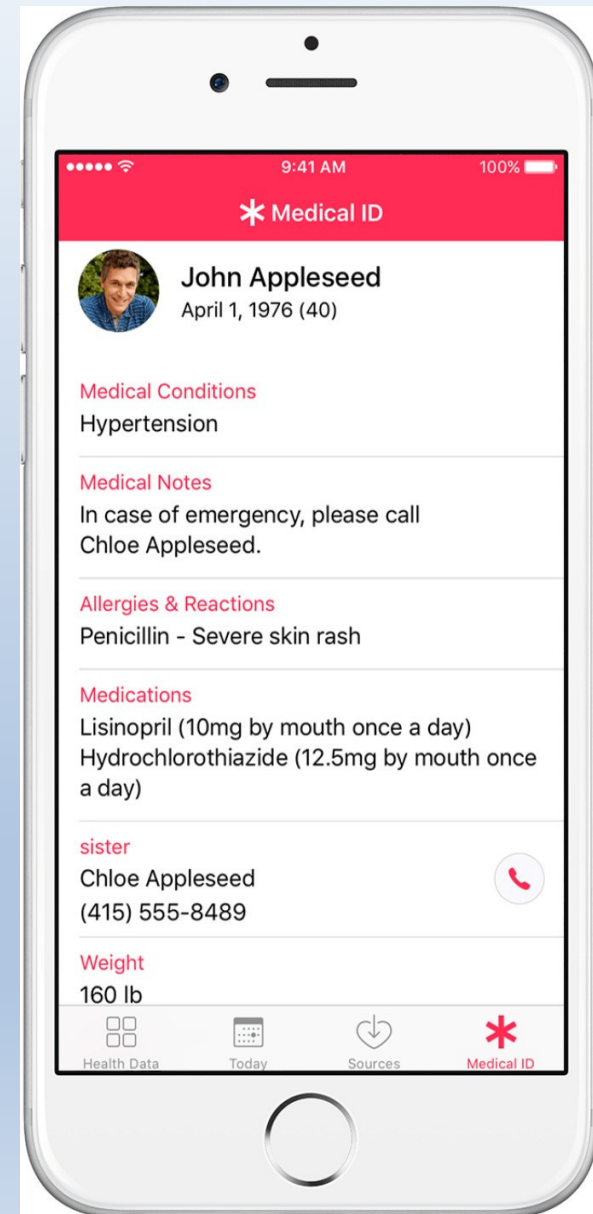 9:41 AM 100%
Medical ID
John Appleseed
April 1, 1976 (40)
Medical Conditions
Hypertension
Medical Notes
In case of emergency, please call
Chloe Appleseed.
Allergies & Reactions
Penicillin - Severe skin rash
Medications
Lisinopril (10mg by mouth once a day)
Hydrochlorothiazide (12.5mg by mouth once
a day)
sister
Chloe Appleseed
(415) 555-8489
Weight
160 lb
Health Data Today Sources Medical ID